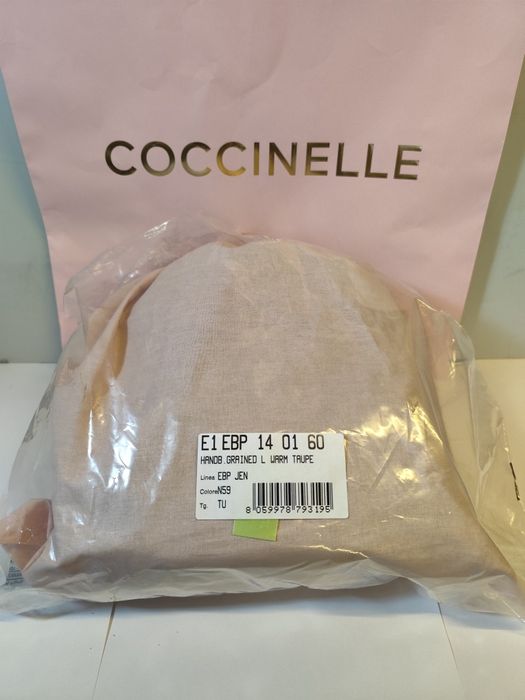 COCCINELLE
E1 EBP 14 01 60
HANDB.GRAINED L WARM TAUPE
Linea EBP JEN
Colore N59
Tg. TU
8 059978 793195